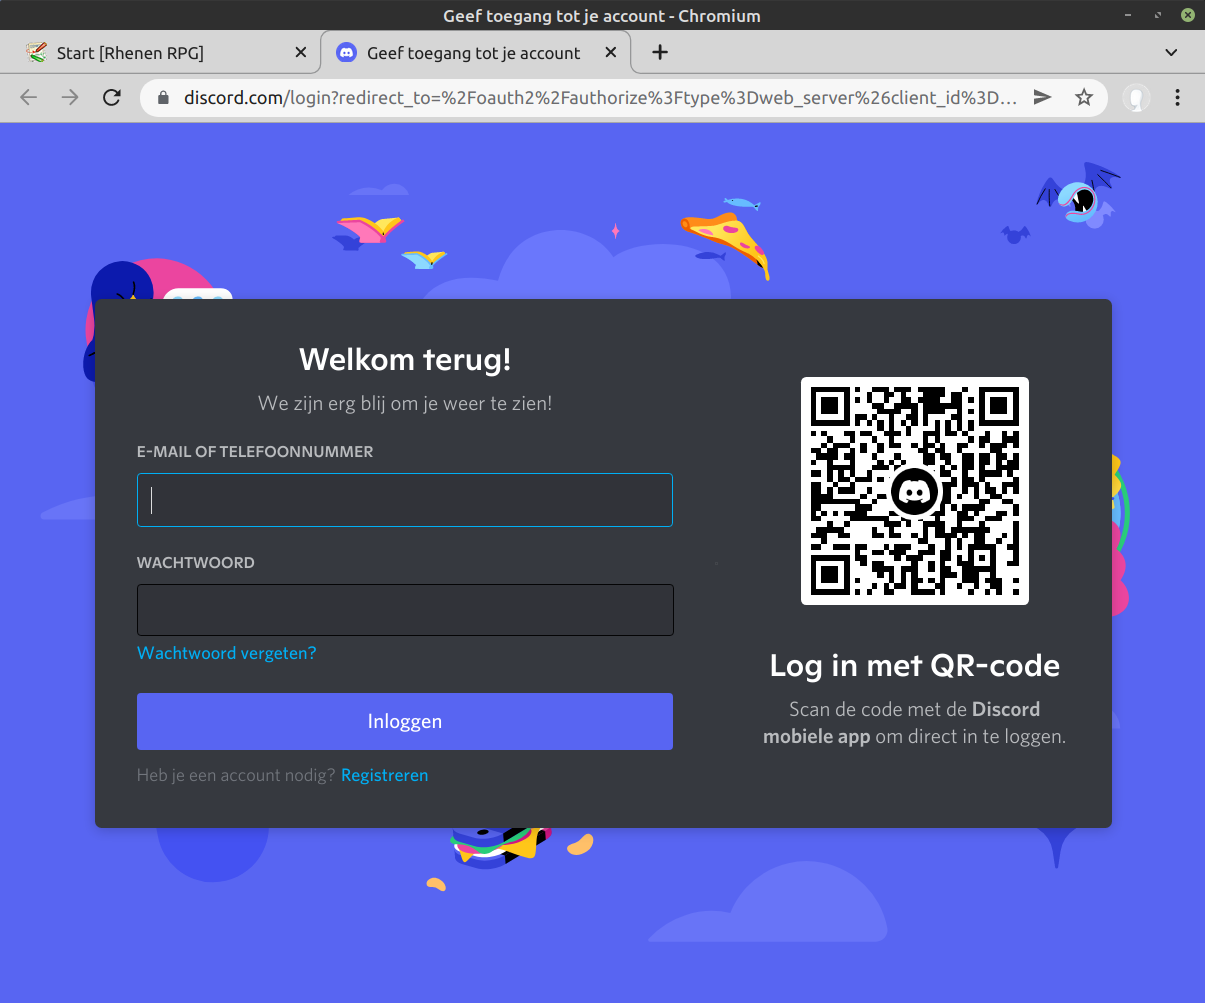 Geef toegang tot je account - Chromium
Start [Rhenen RPG]
Geef toegang tot je account
discord.com/login?redirect_to=%2Foauth2%2Fauthorize%3Ftype%3Dweb_server%26client_id%3D...
Welkom terug!
We zijn erg blij om je weer te zien!
E-MAIL OF TELEFOONNUMMER
WACHTWOORD
Wachtwoord vergeten?
Inloggen
Heb je een account nodig? Registreren
Log in met QR-code
Scan de code met de Discord
mobiele app om direct in te loggen.